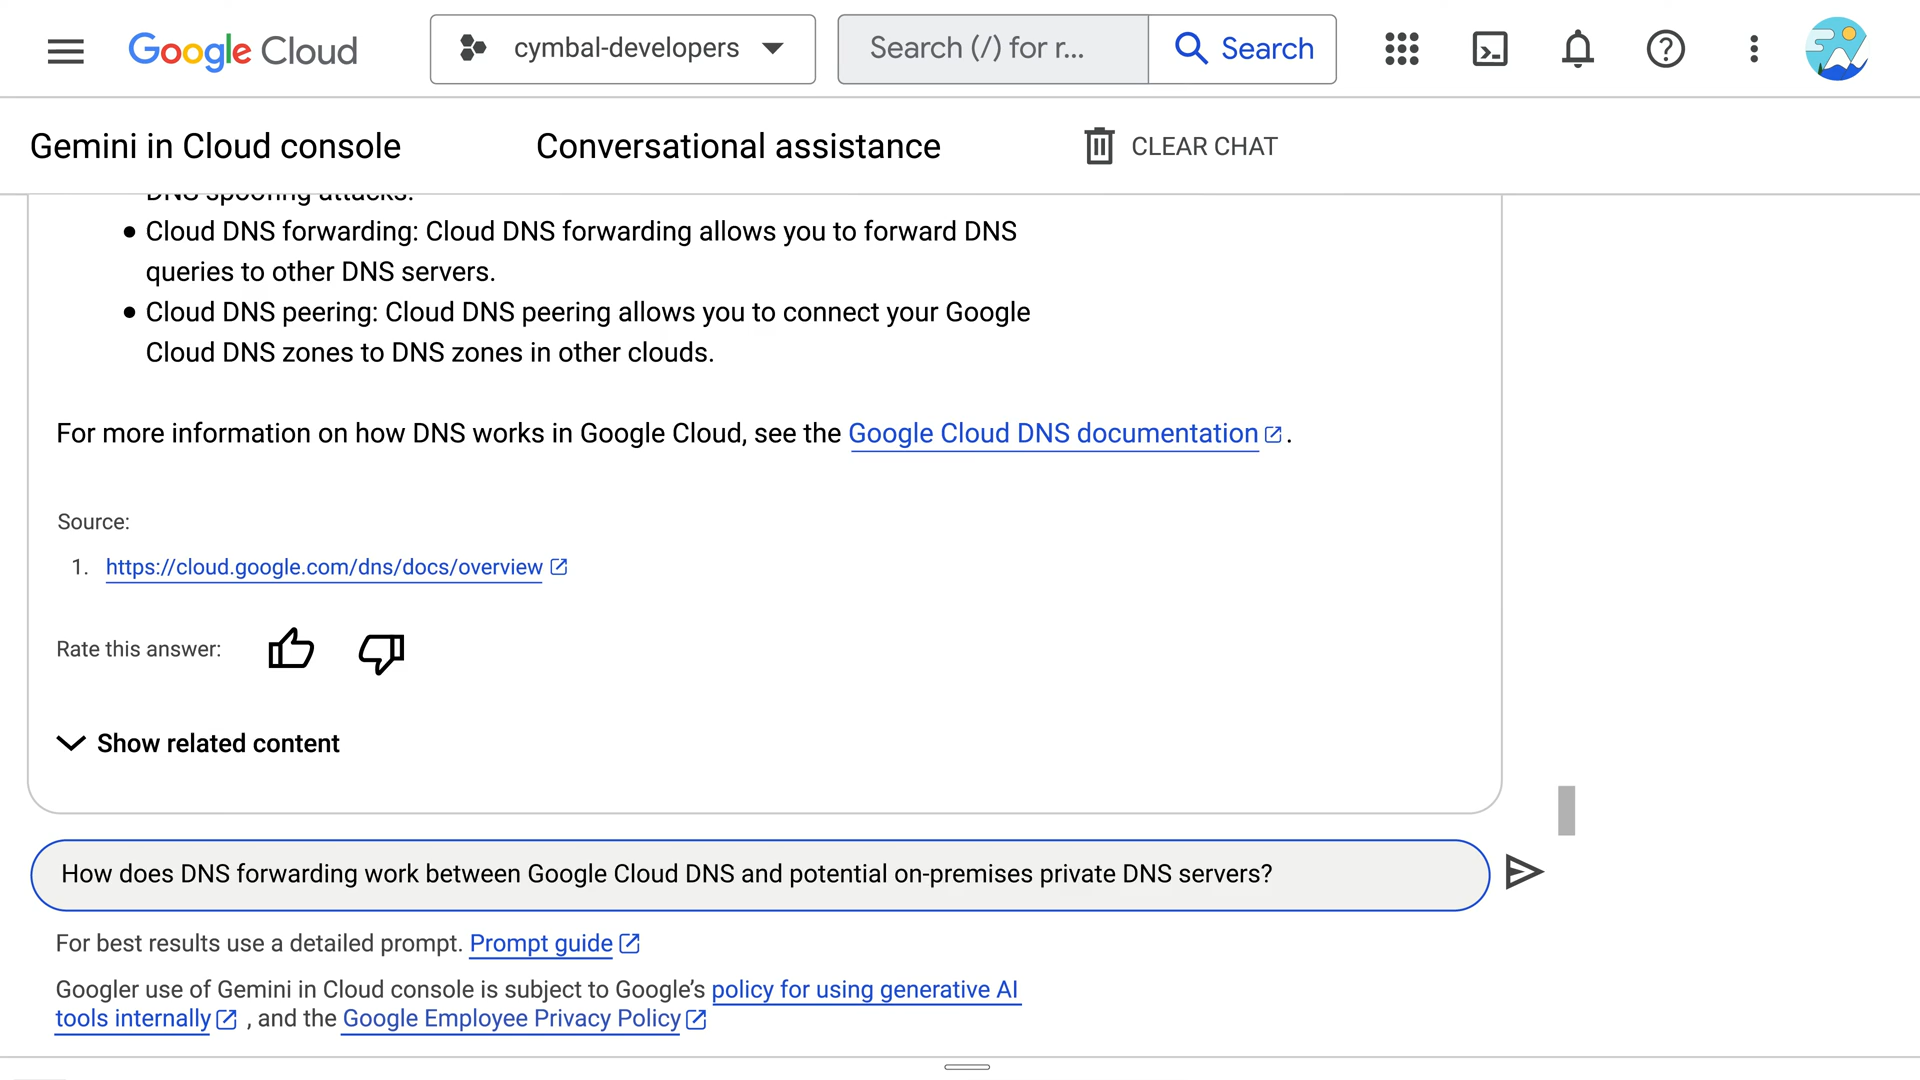 Google Cloud
cymbal-developers
Search (/) for r...
Search
Gemini in Cloud console
Conversational assistance
CLEAR CHAT
DNS spoofing attacks.
● Cloud DNS forwarding: Cloud DNS forwarding allows you to forward DNS
queries to other DNS servers.
● Cloud DNS peering: Cloud DNS peering allows you to connect your Google
Cloud DNS zones to DNS zones in other clouds.
For more information on how DNS works in Google Cloud, see the Google Cloud DNS documentation.
Source:
1. https://cloud.google.com/dns/docs/overview
Rate this answer:
Show related content
How does DNS forwarding work between Google Cloud DNS and potential on-premises private DNS servers?
For best results use a detailed prompt. Prompt guide
Googler use of Gemini in Cloud console is subject to Google’s policy for using generative AI
tools internally , and the Google Employee Privacy Policy